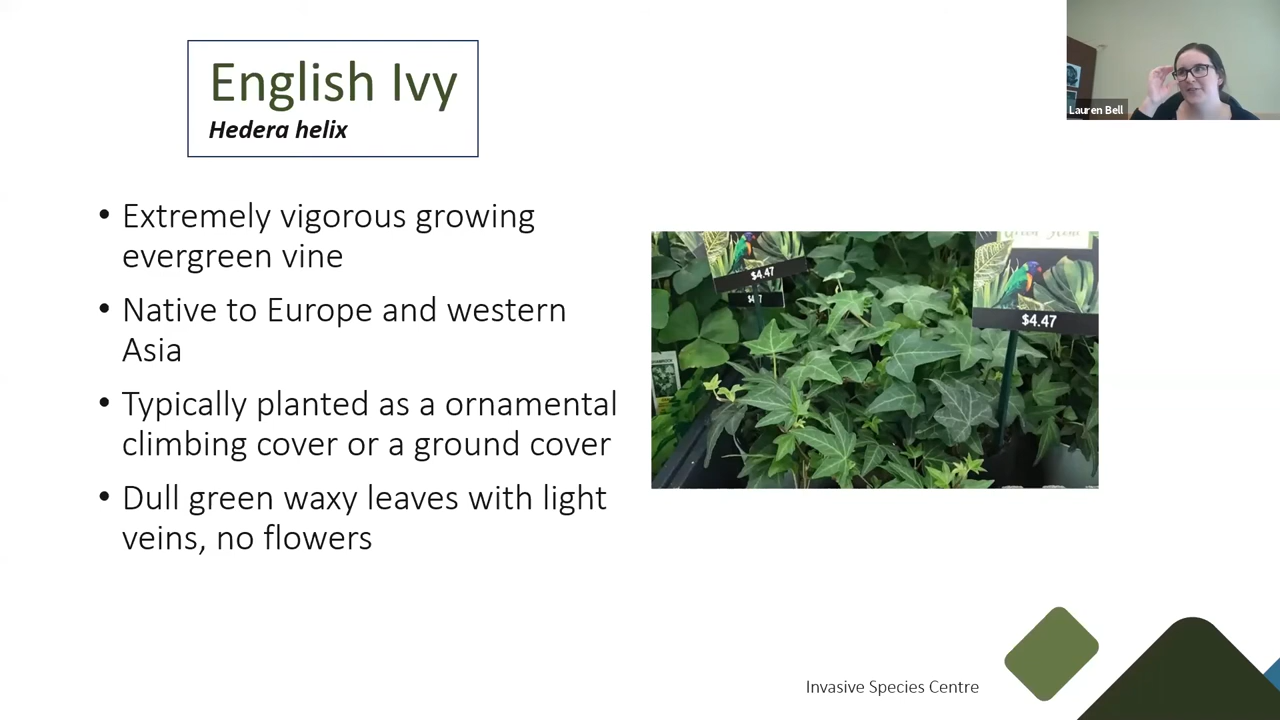 English Ivy
Hedera helix
Lauren Bell
• Extremely vigorous growing
evergreen vine
• Native to Europe and western
Asia
• Typically planted as a ornamental
climbing cover or a ground cover
• Dull green waxy leaves with light
veins, no flowers
$4.47
$4.47
Invasive Species Centre